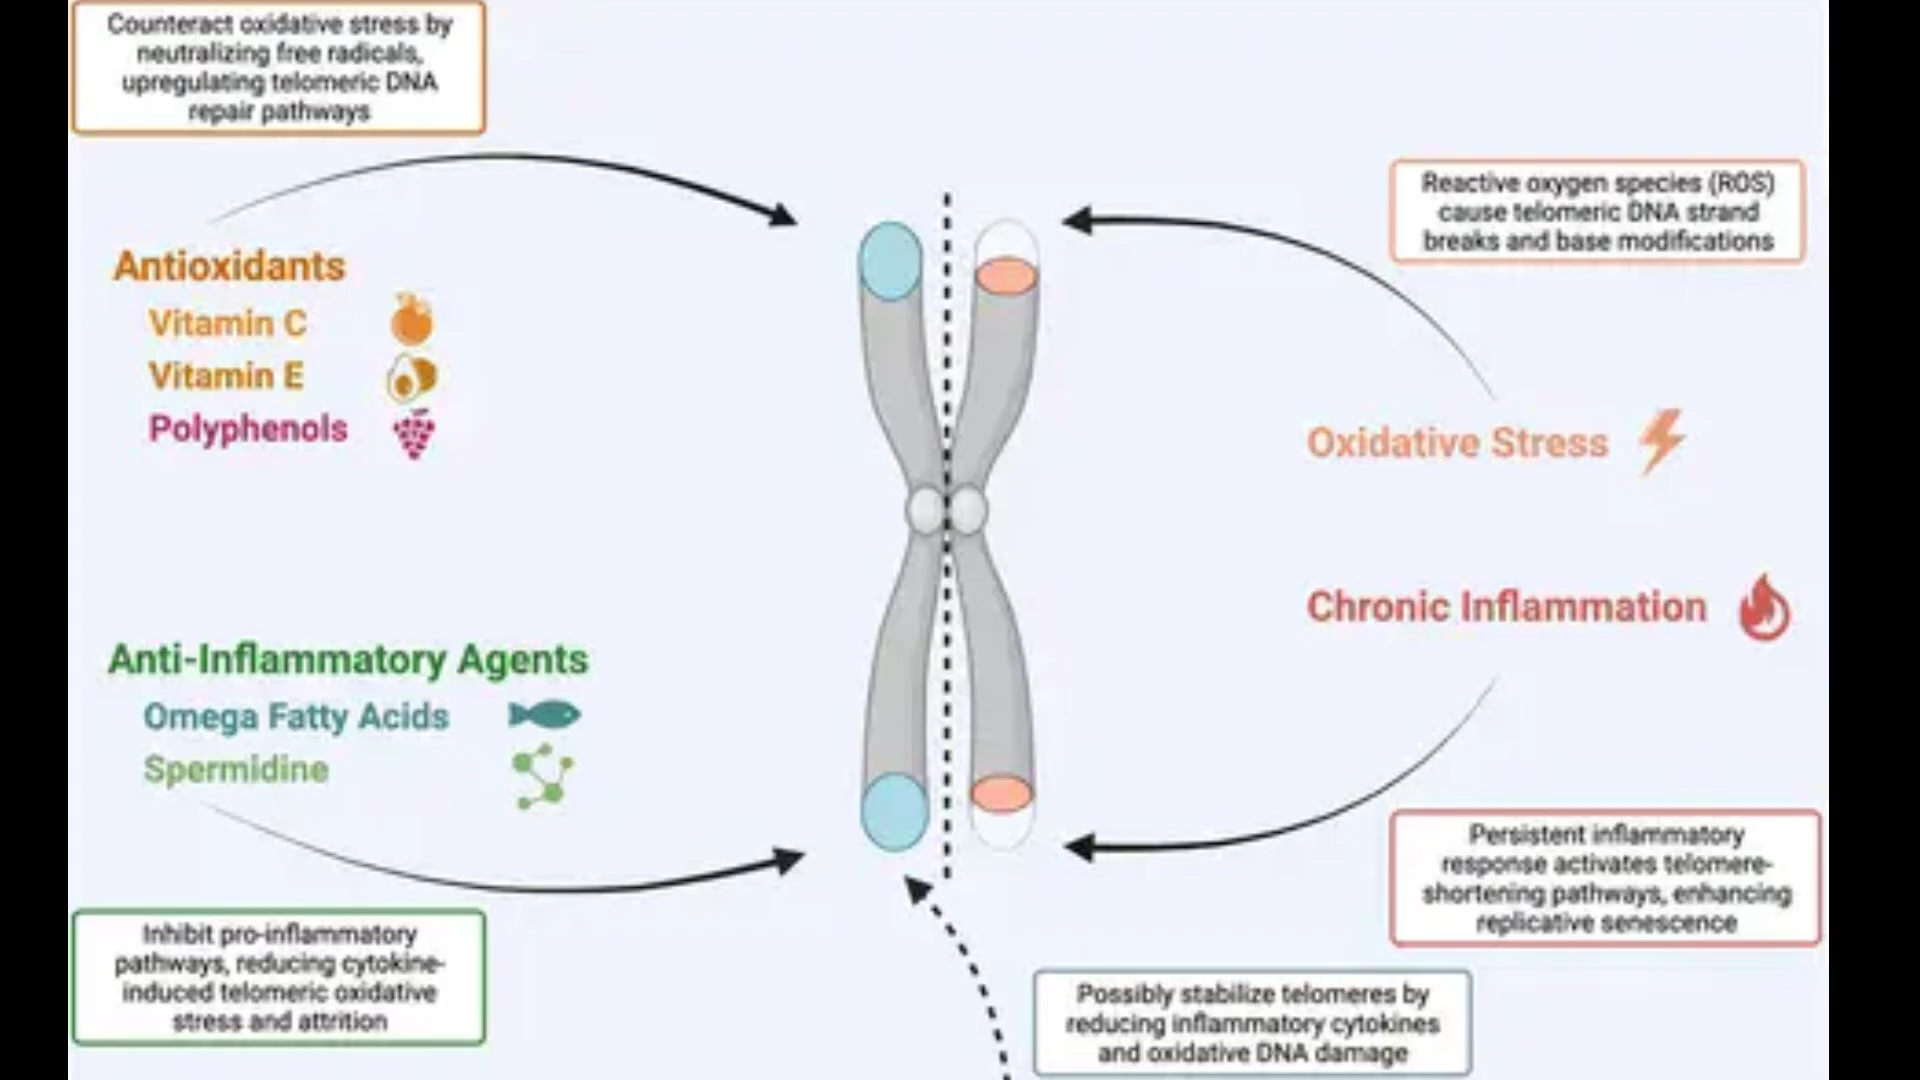 Counteract oxidative stress by
neutralizing free radicals,
upregulating telomeric DNA
repair pathways
Antioxidants
Vitamin C
Vitamin E
Polyphenols
Anti-Inflammatory Agents
Omega Fatty Acids
Spermidine
Inhibit pro-inflammatory
pathways, reducing cytokine-
induced telomeric oxidative
stress and attrition
Reactive oxygen species (ROS)
cause telomeric DNA strand
breaks and base modifications
Oxidative Stress
Chronic Inflammation
Persistent inflammatory
response activates telomere-
shortening pathways, enhancing
replicative senescence
Possibly stabilize telomeres by
reducing inflammatory cytokines
and oxidative DNA damage